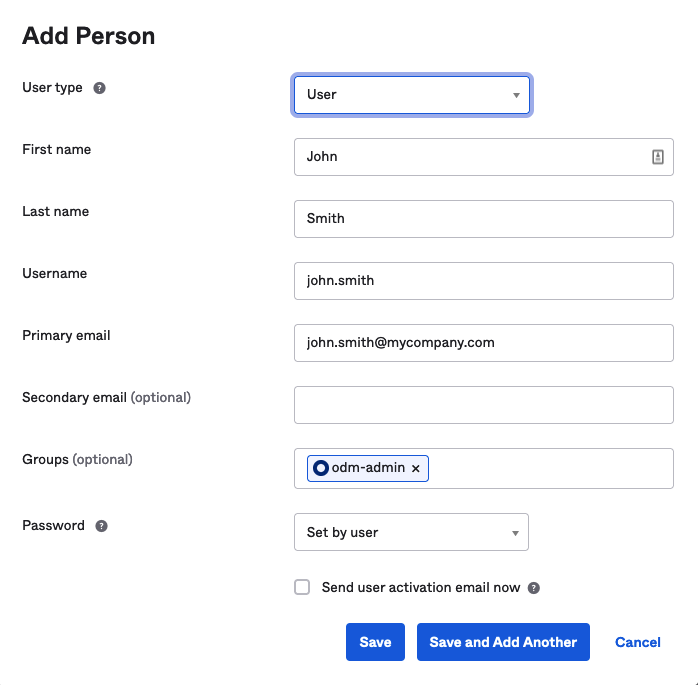 Add Person
User type ?
User
First name
John
Last name
Smith
Username
john.smith
Primary email
john.smith@mycompany.com
Secondary email (optional)
Groups (optional)
odm-admin ×
Password ?
Set by user
Send user activation email now ?
Save Save and Add Another Cancel